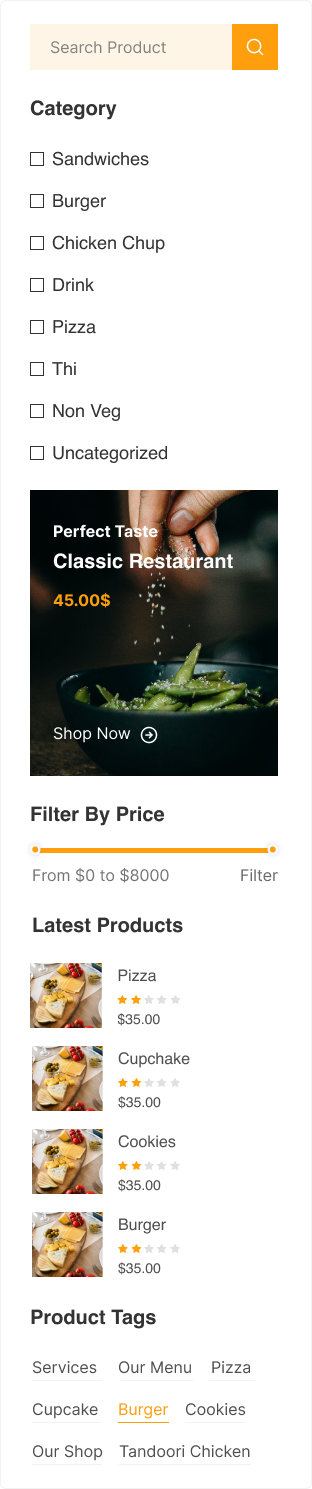 Search Product
Category
Sandwiches
Burger
Chicken Chup
Drink
Pizza
Thi
Non Veg
Uncategorized
Perfect Taste
Classic Restaurant
45.00$
Shop Now
Filter By Price
From $0 to $8000 Filter
Latest Products
Pizza
$35.00
Cupchake
$35.00
Cookies
$35.00
Burger
$35.00
Product Tags
Services Our Menu Pizza
Cupcake Burger Cookies
Our Shop Tandoori Chicken